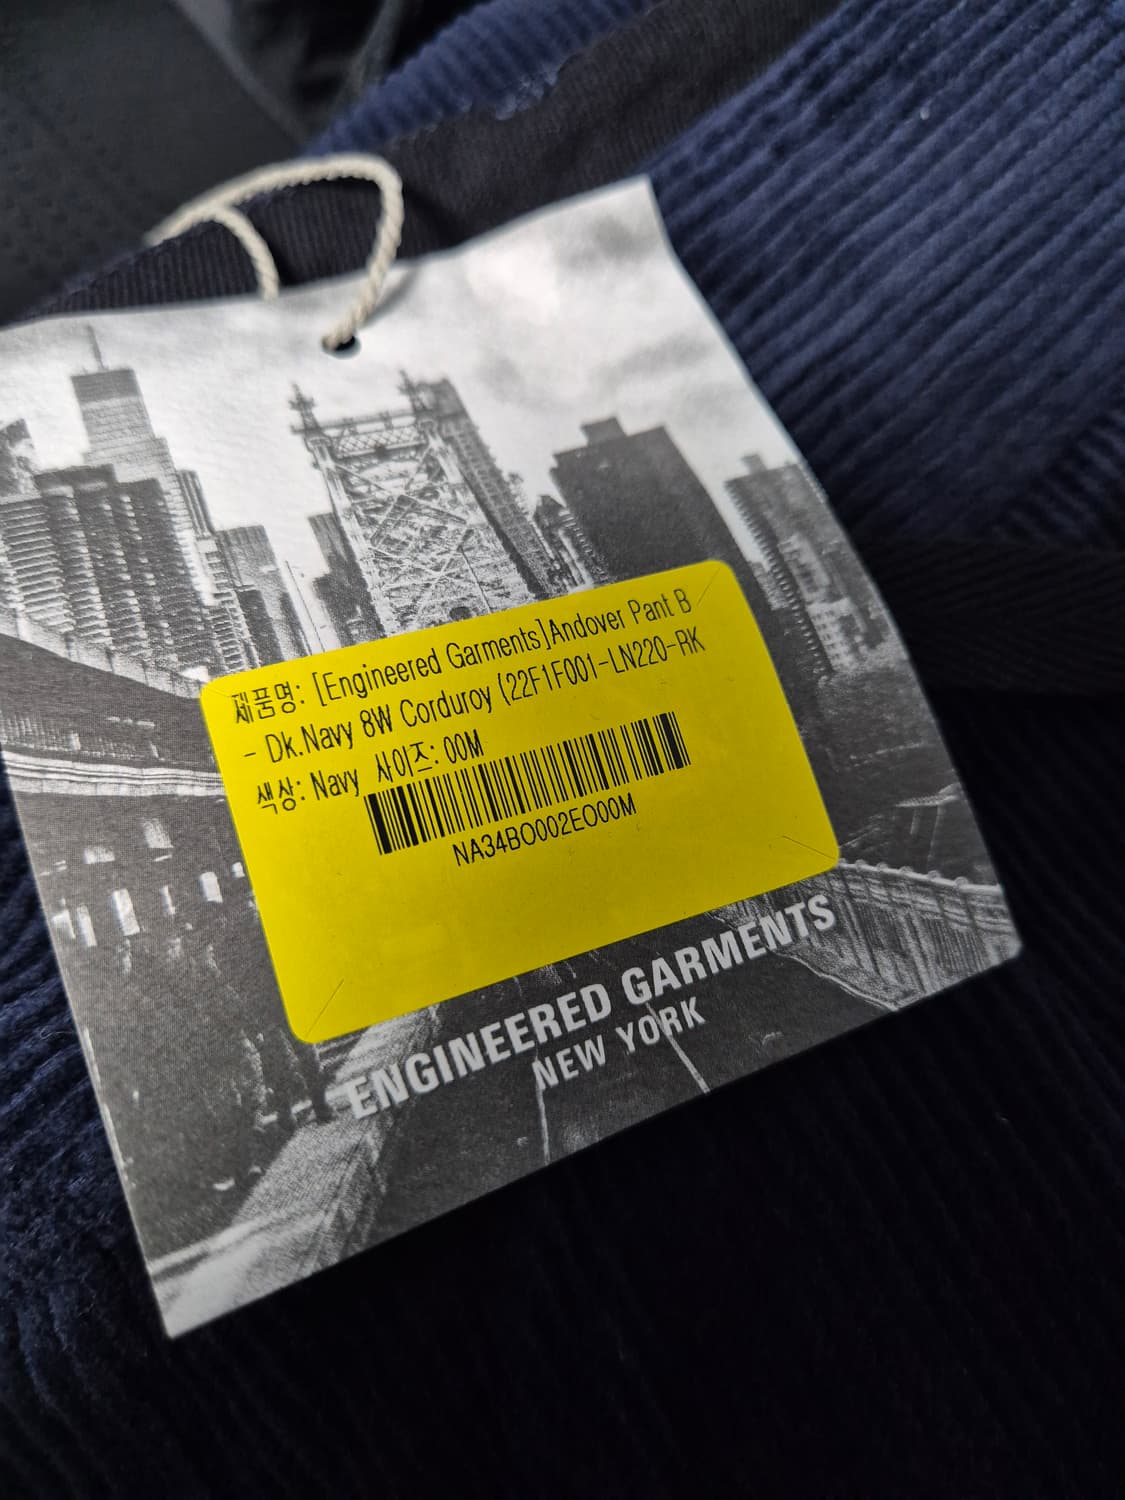 제품명: [Engineered Garments]Andover Pant B
- Dk.Navy 8W Corduroy (22F1F001-LN220-RK
색상: Navy 사이즈: 00M
NA34BO002EO00M
ENGINEERED GARMENTS
NEW YORK